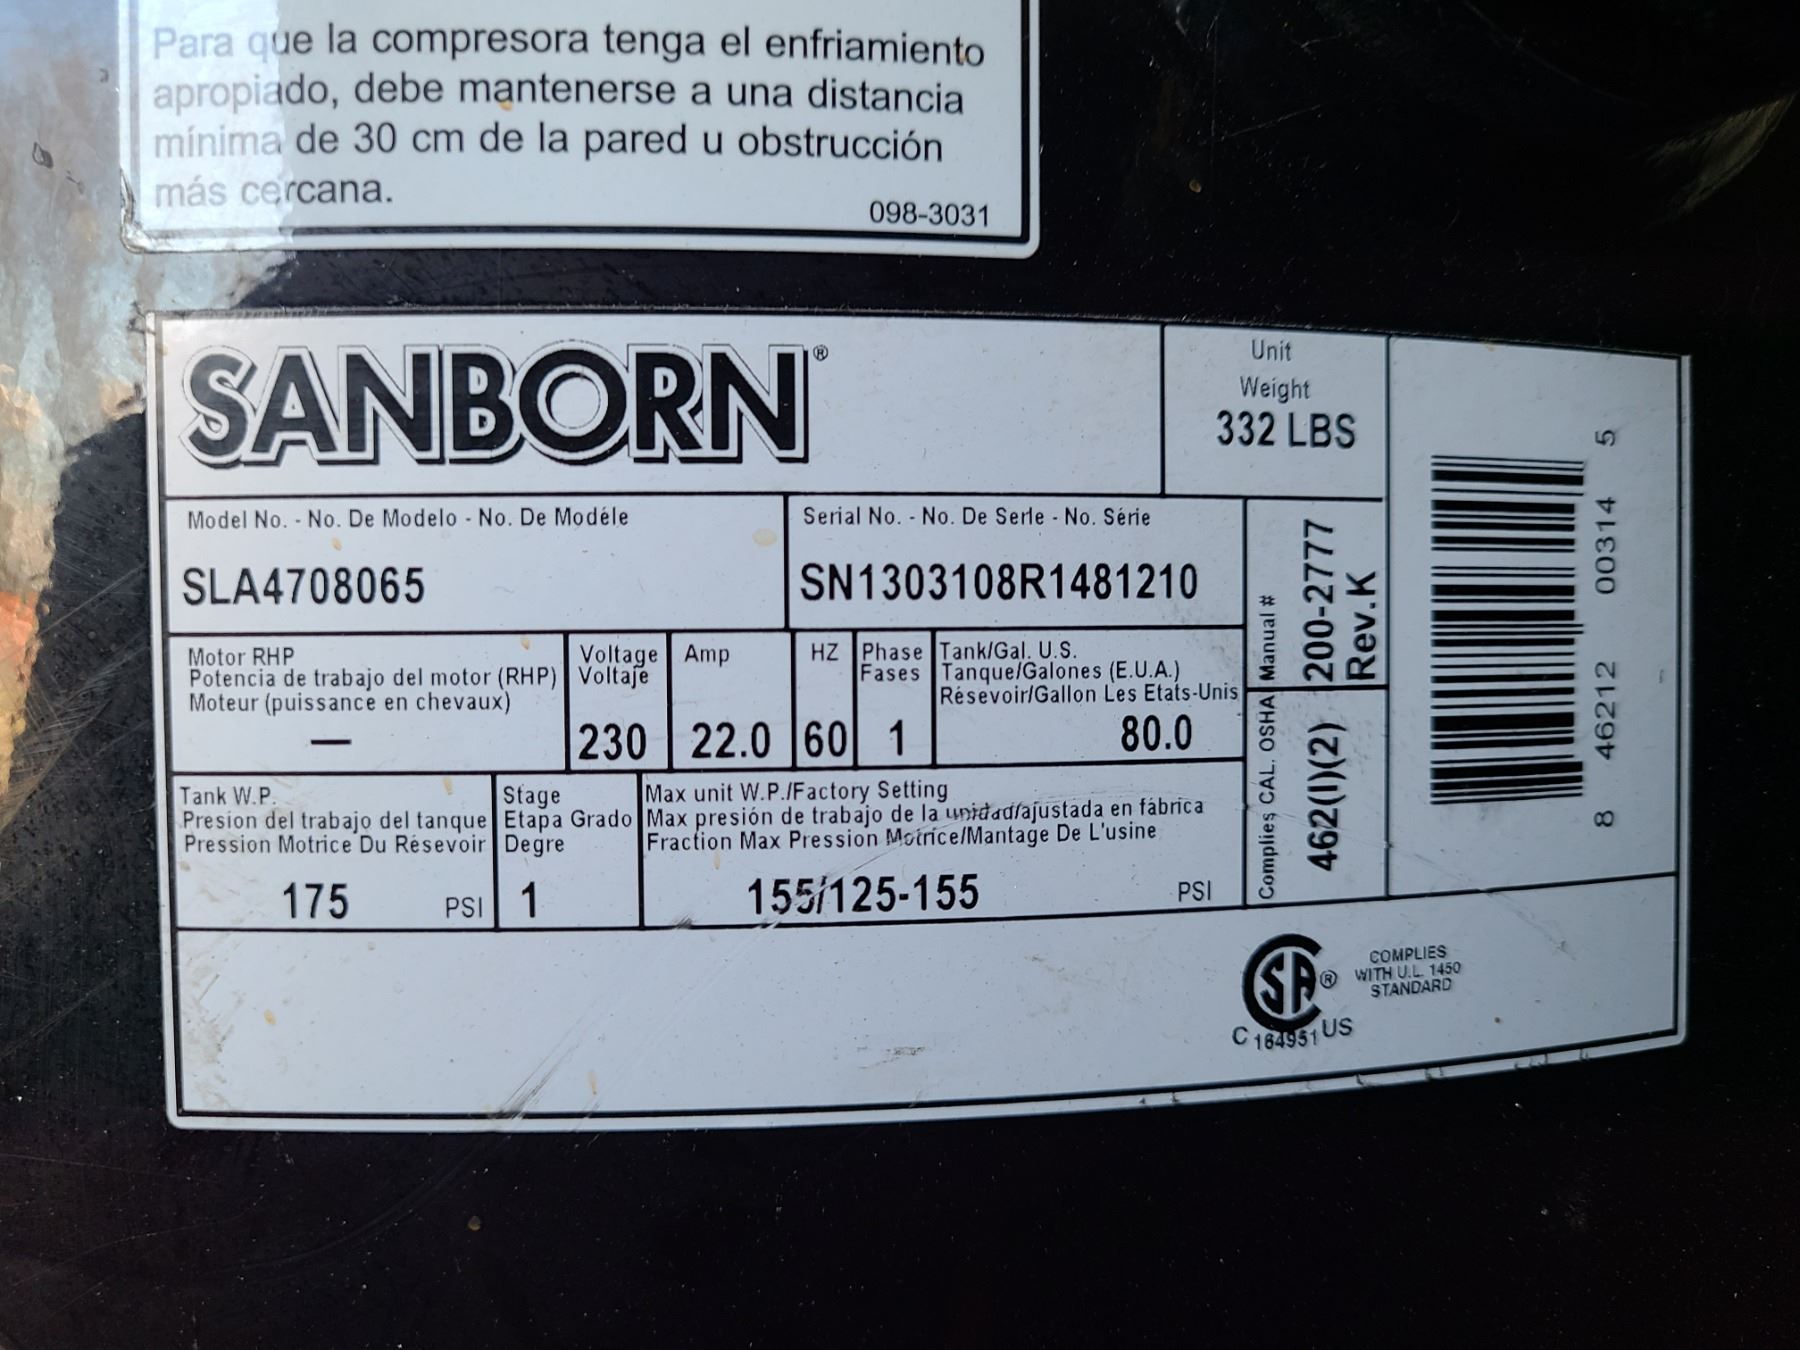 Para que la compresora tenga el enfriamiento
apropiado, debe mantenerse a una distancia
mínima de 30 cm de la pared u obstrucción
más cercana.
098-3031
SANBORN®
Unit
Weight
332 LBS
Model No. - No. De Modelo - No. De Modéle
SLA4708065
Serial No. - No. De Serle - No. Série
SN1303108R1481210
Manual #
200-2777
Rev.K
Motor RHP
Potencia de trabajo del motor (RHP)
Moteur (puissance en chevaux)
—
Voltage
Voltaje
230
Amp
22.0
HZ
60
Phase
Fases
1
Tank/Gal. U.S.
Tanque/Galones (E.U.A.)
Résevoir/Gallon Les Etats-Unis
80.0
Complies CAL. OSHA
462(I)(2)
Tank W.P.
Presion del trabajo del tanque
Pression Motrice Du Résevoir
175 PSI
Stage
Etapa Grado
Degre
1
Max unit W.P./Factory Setting
Max presión de trabajo de la unidad/ajustada en fábrica
Fraction Max Pression Motrice/Mantage De L'usine
155/125-155 PSI
8 46212 00314 5
SA®
C 164951 US
COMPLIES
WITH U.L. 1450
STANDARD